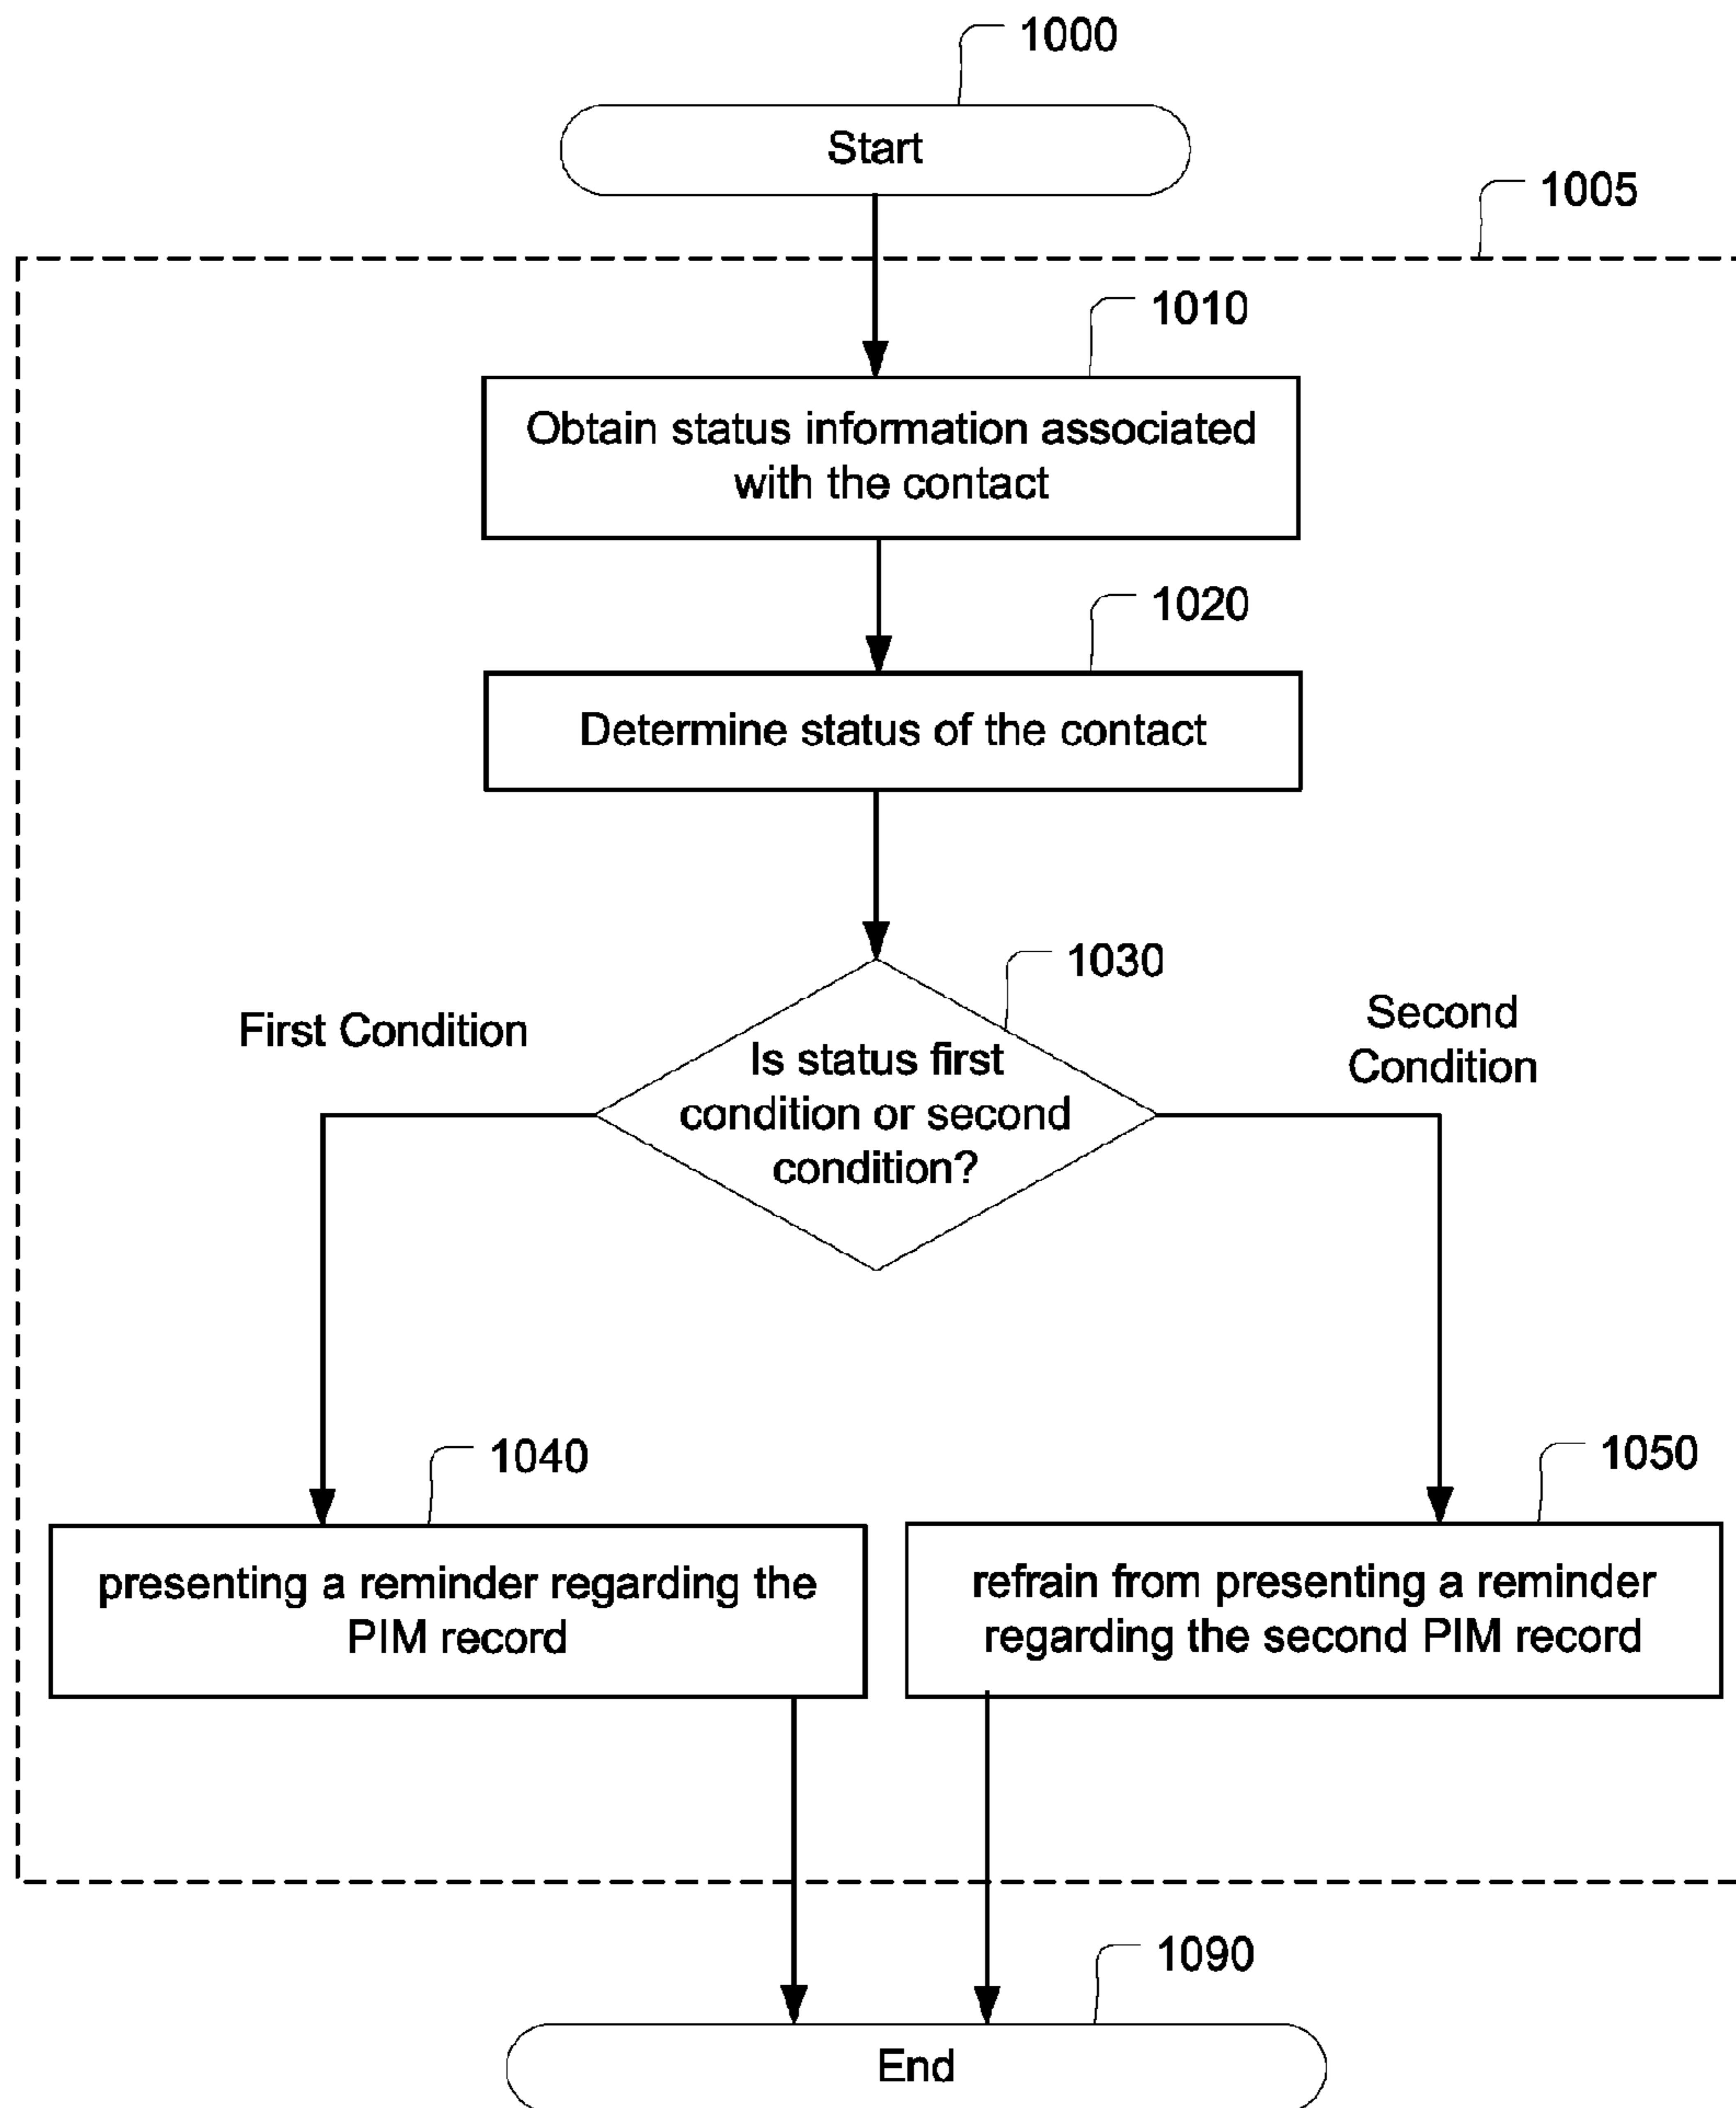 1000
Start
1005
1010
Obtain status information associated
with the contact
1020
Determine status of the contact
1030
First Condition
Second
Condition
Is status first
condition or second
condition?
1040
1050
presenting a reminder regarding the
PIM record
refrain from presenting a reminder
regarding the second PIM record
1090
End